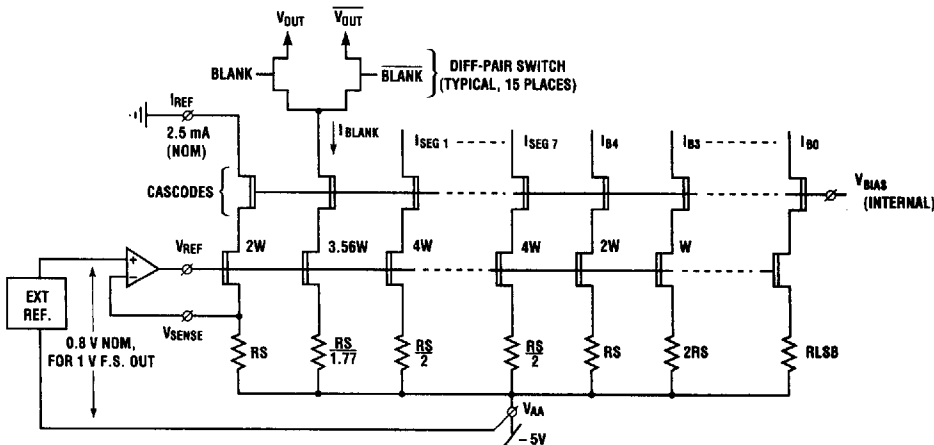 VOUT
VOUT
BLANK
BLANK
DIFF-PAIR SWITCH
(TYPICAL, 15 PLACES)
IREF
2.5 mA
(NOM)
IBLANK
ISEG 1
ISEG 7
IB4
IB3
IB0
CASCODES
VBIAS
(INTERNAL)
VREF
2W
3.56W
4W
4W
2W
W
+
−
EXT
REF.
VSENSE
0.8 V NOM,
FOR 1 V F.S. OUT
RS
RS
1.77
RS
2
RS
2
RS
2RS
RLSB
VAA
−5V